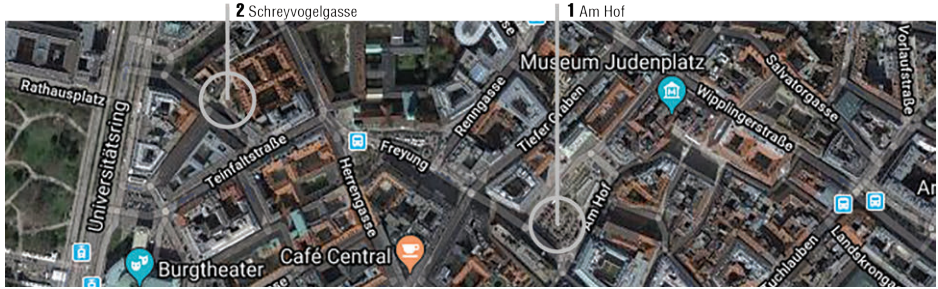 2 Schreyvogelgasse
1 Am Hof
Museum Judenplatz
Rathausplatz
Universitätsring
Teinfaltstraße
Herrengasse
Freyung
Renngasse
Tiefer Graben
Am Hof
Wipplingerstraße
Salvatorgasse
Vorlaufstraße
Café Central
Burgtheater
Tuchlauben